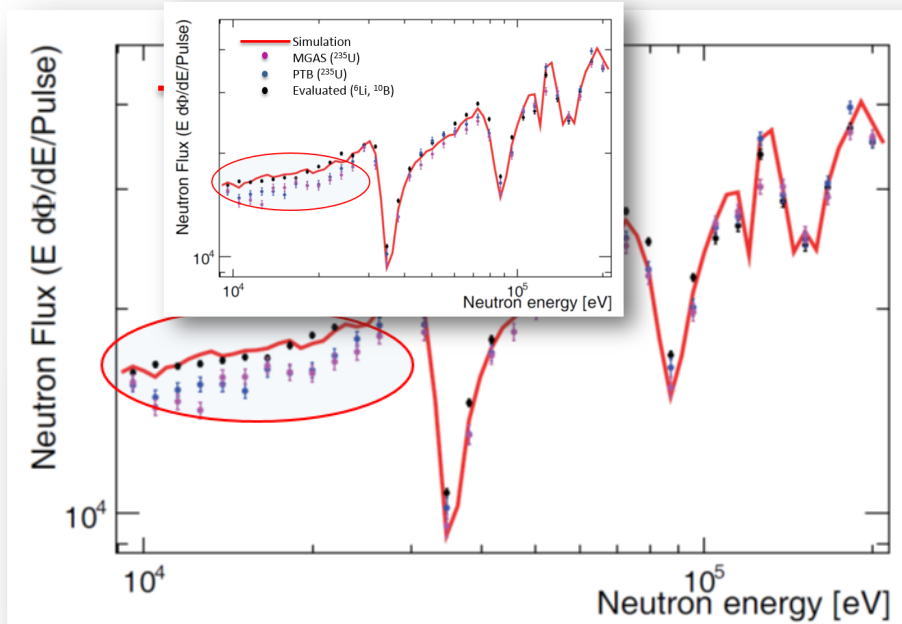 Neutron Flux (E dΦ/dE/Pulse)
Simulation
MGAS (²³⁵U)
PTB (²³⁵U)
Evaluated (⁶Li, ¹⁰B)
10⁴
10⁴
10⁵
Neutron energy [eV]
Neutron Flux (E dΦ/dE/Pulse)
10⁴
10⁴
10⁵
Neutron energy [eV]